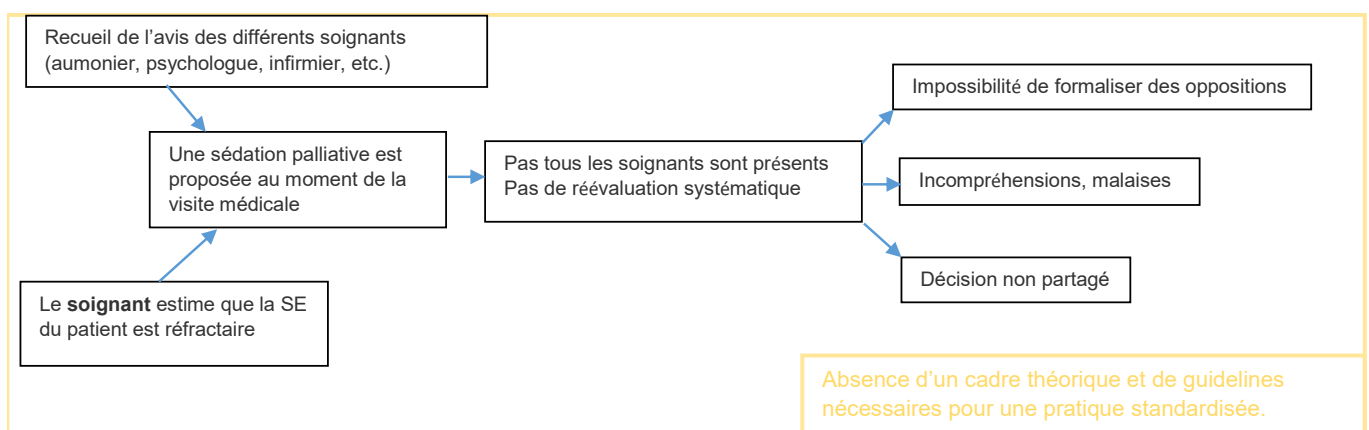 Recueil de l’avis des différents soignants
(aumonier, psychologue, infirmier, etc.)
Une sédation palliative est
proposée au moment de la
visite médicale
Le soignant estime que la SE
du patient est réfractaire
Pas tous les soignants sont présents
Pas de réévaluation systématique
Impossibilité de formaliser des oppositions
Incompréhensions, malaises
Décision non partagé
Absence d’un cadre théorique et de guidelines
nécessaires pour une pratique standardisée.